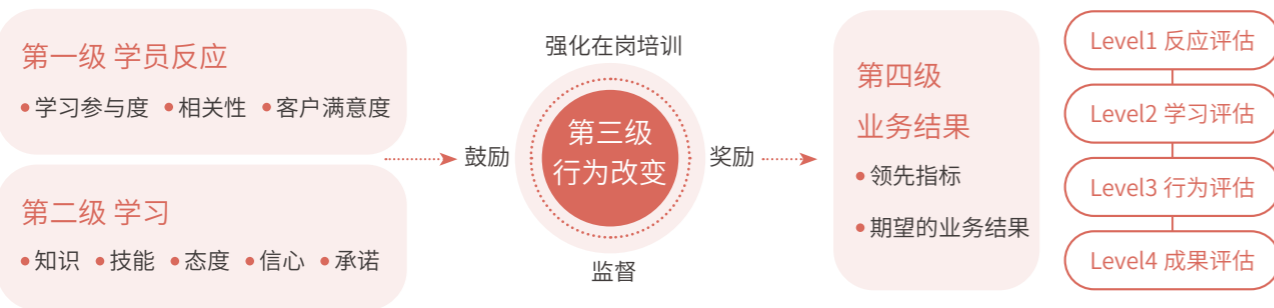 第一级 学员反应
学习参与度
相关性
客户满意度
第二级 学习
知识
技能
态度
信心
承诺
强化在岗培训
鼓励
第三级
行为改变
奖励
监督
第四级
业务结果
领先指标
期望的业务结果
Level1 反应评估
Level2 学习评估
Level3 行为评估
Level4 成果评估